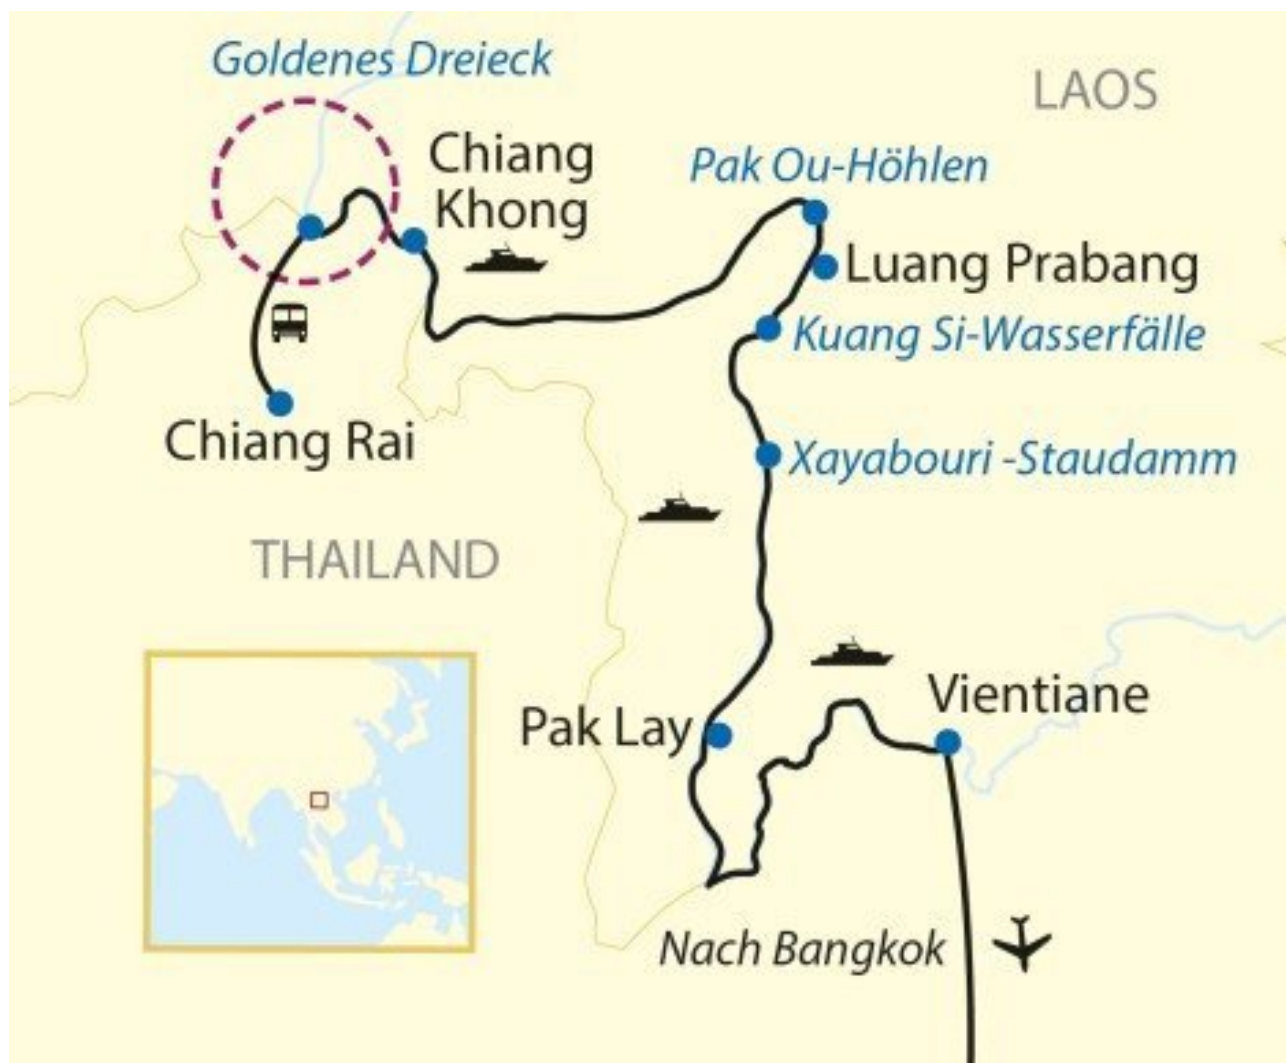 Goldenes Dreieck
LAOS
Chiang
Khong
Pak Ou-Höhlen
Luang Prabang
Kuang Si-Wasserfälle
Chiang Rai
Xayabouri -Staudamm
THAILAND
Vientiane
Pak Lay
Nach Bangkok